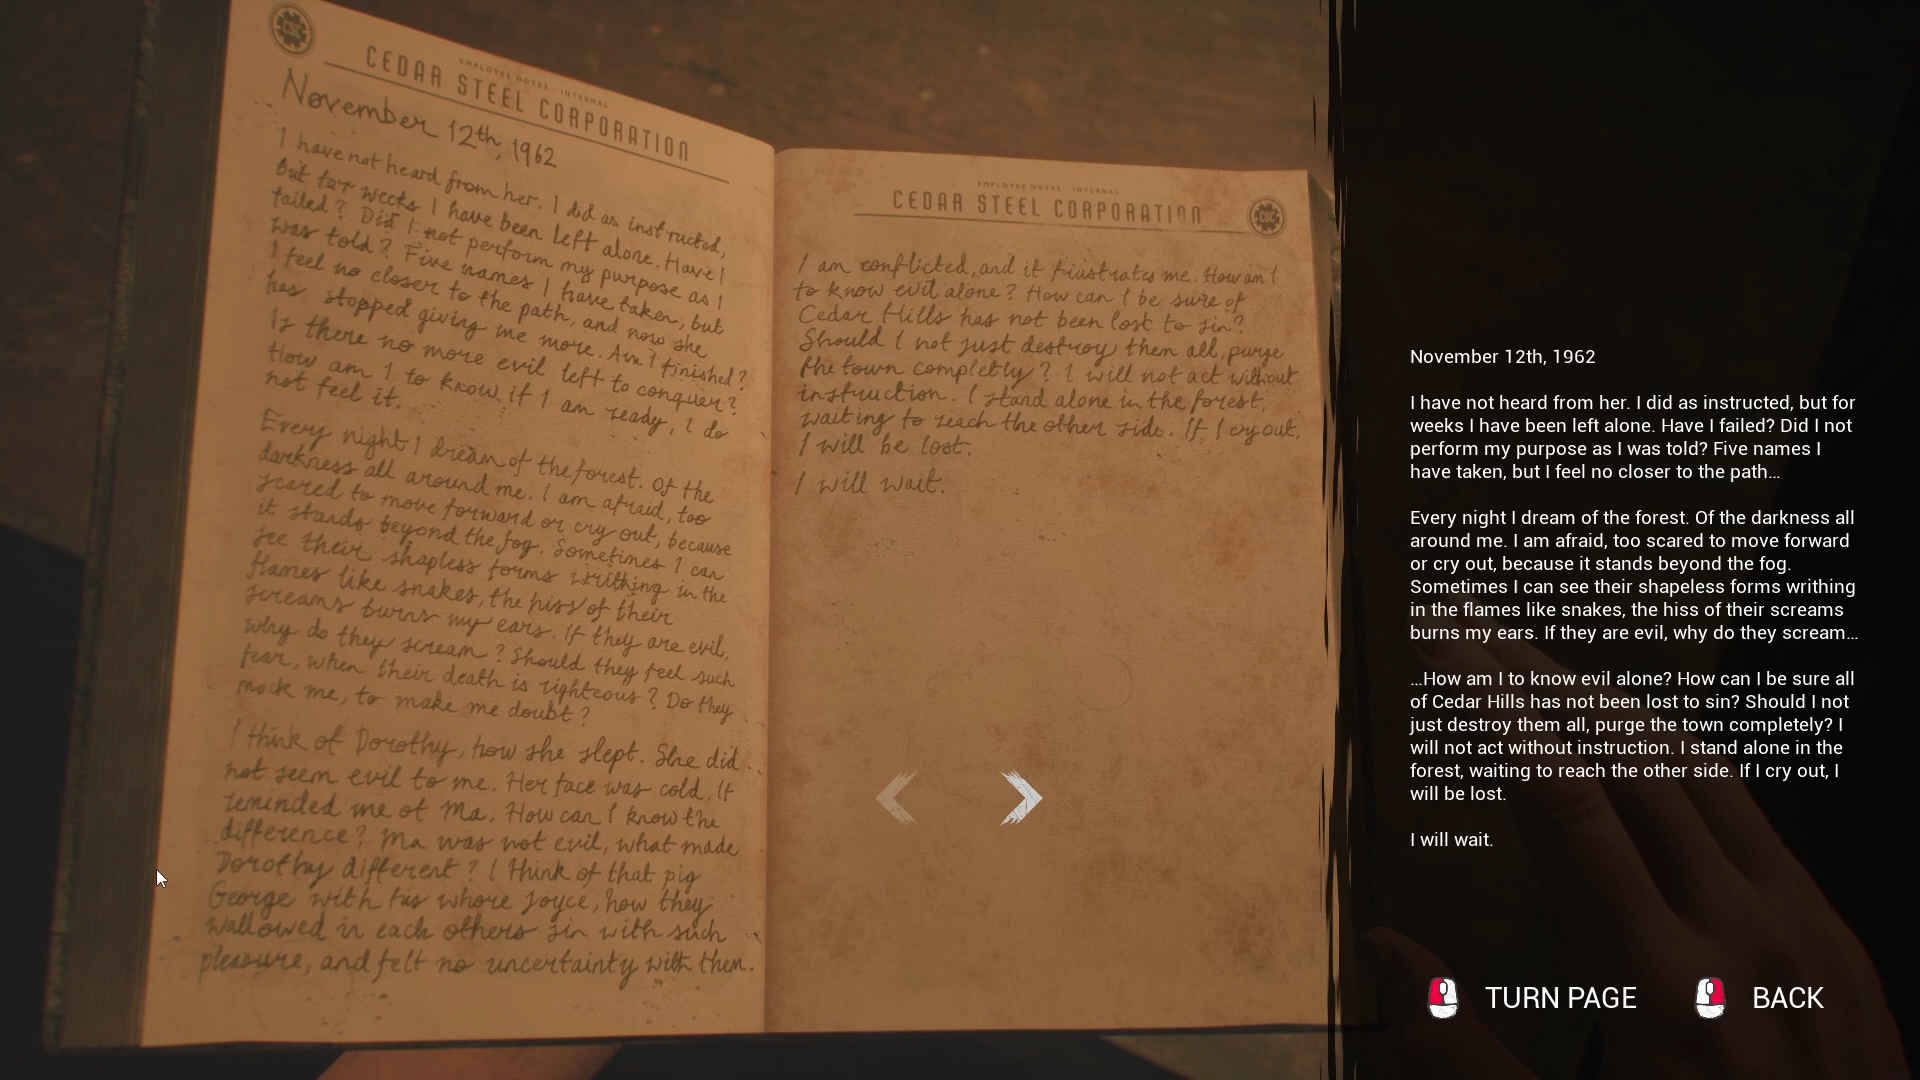 CSC
EMPLOYEE NOTES - INTERNAL
CEDAR STEEL CORPORATION
November 12th, 1962
I have not heard from her. I did as instructed,
but for weeks I have been left alone. Have I
failed? Did I not perform my purpose as I
was told? Five names I have taken, but
I feel no closer to the path, and now she
has stopped giving me more. Am I finished?
Is there no more evil left to conquer?
How am I to know if I am ready, I do
not feel it.
Every night I dream of the forest. Of the
darkness all around me. I am afraid, too
scared to move forward or cry out, because
it stands beyond the fog. Sometimes I can
see their shapless forms writhing in the
flames like snakes, the hiss of their
screams burns my ears. If they are evil,
why do they scream? Should they feel such
fear, when their death is righteous? Do they
mock me, to make me doubt?
I think of Dorothy, how she slept. She did
not seem evil to me. Her face was cold. It
reminded me of Ma. How can I know the
difference? Ma was not evil, what made
Dorothy different? I think of that pig
George with his whore Joyce, how they
wallowed in each others sin with such
pleasure, and felt no uncertainty with them.
EMPLOYEE NOTES - INTERNAL
CEDAR STEEL CORPORATION
CSC
I am conflicted, and it frustrates me. How am I
to know evil alone? How can I be sure of
Cedar Hills has not been lost to sin?
Should I not just destroy them all, purge
the town completly? I will not act without
instruction. I stand alone in the forest,
waiting to reach the other side. If I cry out,
I will be lost.
I will wait.
November 12th, 1962
I have not heard from her. I did as instructed, but for
weeks I have been left alone. Have I failed? Did I not
perform my purpose as I was told? Five names I
have taken, but I feel no closer to the path...
Every night I dream of the forest. Of the darkness all
around me. I am afraid, too scared to move forward
or cry out, because it stands beyond the fog.
Sometimes I can see their shapeless forms writhing
in the flames like snakes, the hiss of their screams
burns my ears. If they are evil, why do they scream...
...How am I to know evil alone? How can I be sure all
of Cedar Hills has not been lost to sin? Should I not
just destroy them all, purge the town completely? I
will not act without instruction. I stand alone in the
forest, waiting to reach the other side. If I cry out, I
will be lost.
I will wait.
TURN PAGE
BACK